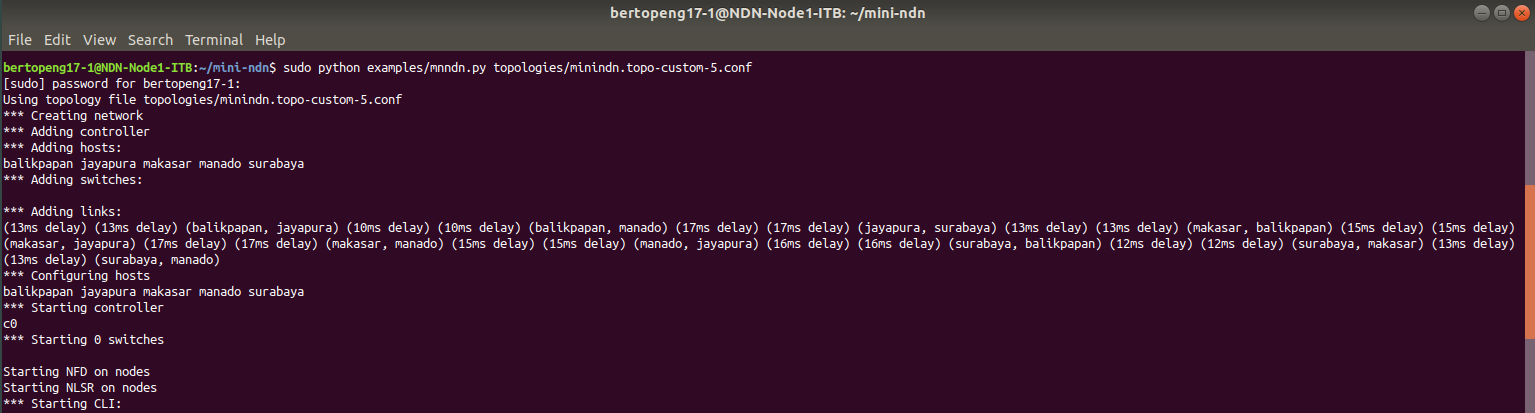 bertopeng17-1@NDN-Node1-ITB: ~/mini-ndn
File Edit View Search Terminal Help
bertopeng17-1@NDN-Node1-ITB:~/mini-ndn$ sudo python examples/mnndn.py topologies/minindn.topo-custom-5.conf
[sudo] password for bertopeng17-1:
Using topology file topologies/minindn.topo-custom-5.conf
*** Creating network
*** Adding controller
*** Adding hosts:
balikpapan jayapura makasar manado surabaya
*** Adding switches:
*** Adding links:
(13ms delay) (13ms delay) (balikpapan, jayapura) (10ms delay) (10ms delay) (balikpapan, manado) (17ms delay) (17ms delay) (jayapura, surabaya) (13ms delay) (13ms delay) (makasar, balikpapan) (15ms delay) (15ms delay)
(makasar, jayapura) (17ms delay) (17ms delay) (makasar, manado) (15ms delay) (15ms delay) (manado, jayapura) (16ms delay) (16ms delay) (surabaya, balikpapan) (12ms delay) (12ms delay) (surabaya, makasar) (13ms delay)
(13ms delay) (surabaya, manado)
*** Configuring hosts
balikpapan jayapura makasar manado surabaya
*** Starting controller
c0
*** Starting 0 switches
Starting NFD on nodes
Starting NLSR on nodes
*** Starting CLI: